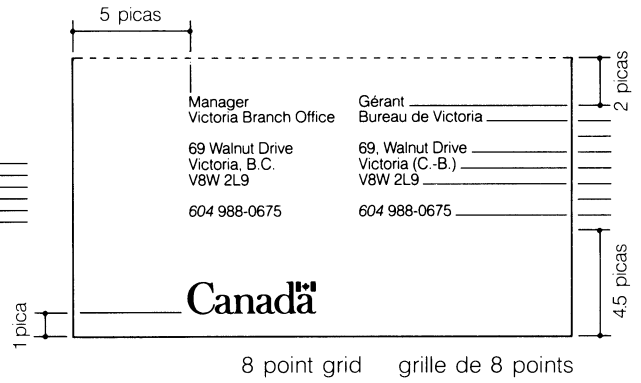 5 picas
2 picas
Manager
Victoria Branch Office
69 Walnut Drive
Victoria, B.C.
V8W 2L9
604 988-0675
Gérant
Bureau de Victoria
69, Walnut Drive
Victoria (C.-B.)
V8W 2L9
604 988-0675
4.5 picas
1 pica
Canada
8 point grid grille de 8 points